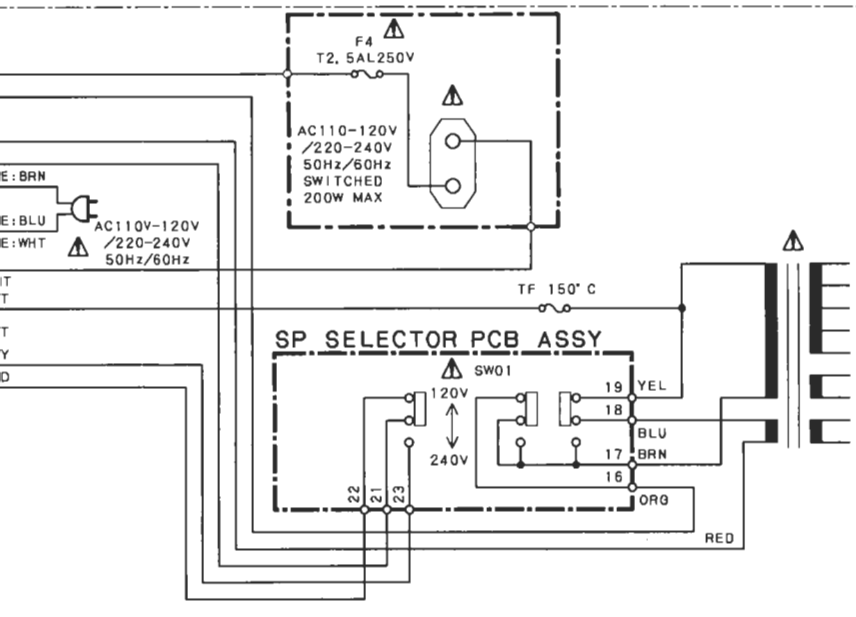 F4
T2. 5AL250V
AC110-120V
/220-240V
50Hz/60Hz
SWITCHED
200W MAX
E:BRN
E:BLU
E:WHT
AC110V-120V
/220-240V
50Hz/60Hz
IT
T
TF 150°C
T
Y
D
SP SELECTOR PCB ASSY
SW01
120V
240V
19 YEL
18
BLU
17 BRN
16
ORG
22
21
23
RED